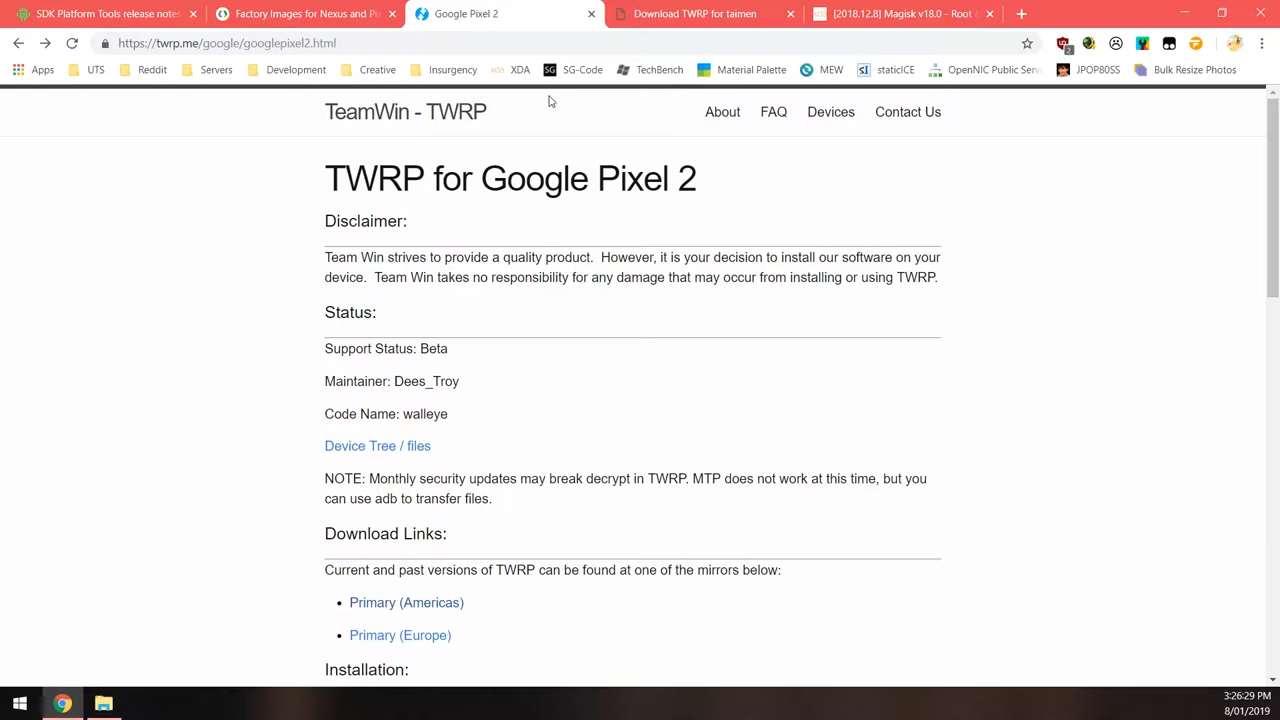 SDK Platform Tools release notes
Factory Images for Nexus and Pi
Google Pixel 2
Download TWRP for taimen
[2018.12.8] Magisk v18.0 - Root
https://twrp.me/google/googlepixel2.html
2
Apps
UTS
Reddit
Servers
Development
Creative
Insurgency
XDA
SG-Code
TechBench
Material Palette
MEW
staticICE
OpenNIC Public Serv
JPOP80SS
Bulk Resize Photos
TeamWin - TWRP
About
FAQ
Devices
Contact Us
TWRP for Google Pixel 2
Disclaimer:
Team Win strives to provide a quality product. However, it is your decision to install our software on your
device. Team Win takes no responsibility for any damage that may occur from installing or using TWRP.
Status:
Support Status: Beta
Maintainer: Dees_Troy
Code Name: walleye
Device Tree / files
NOTE: Monthly security updates may break decrypt in TWRP. MTP does not work at this time, but you
can use adb to transfer files.
Download Links:
Current and past versions of TWRP can be found at one of the mirrors below:
• Primary (Americas)
• Primary (Europe)
Installation:
3:26:29 PM
8/01/2019